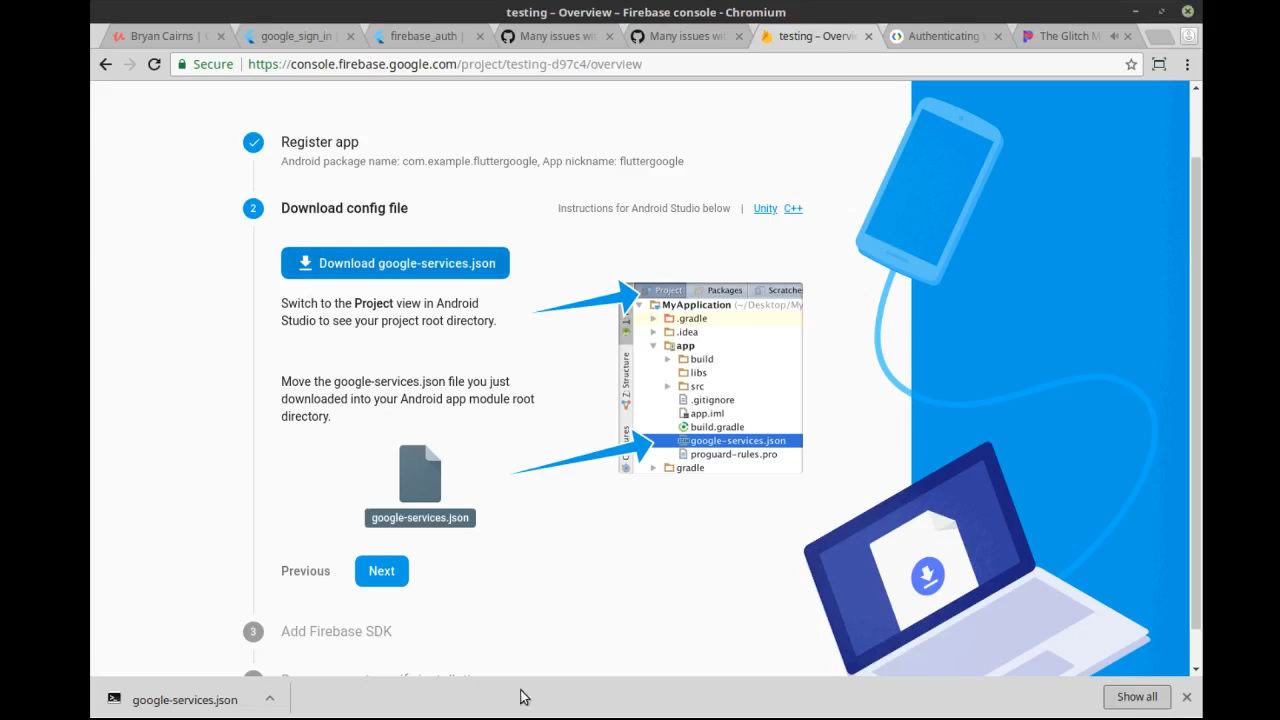 testing – Overview – Firebase console - Chromium
Bryan Cairns |
google_sign_in
firebase_auth |
Many issues wit
Many issues wit
testing – Overvi
Authenticating
The Glitch M
Secure
https://console.firebase.google.com/project/testing-d97c4/overview
Register app
Android package name: com.example.fluttergoogle, App nickname: fluttergoogle
2
Download config file
Instructions for Android Studio below | Unity C++
Download google-services.json
Switch to the Project view in Android
Studio to see your project root directory.
Project
Packages
Scratches
MyApplication (~/Desktop/My
.gradle
.idea
app
build
libs
src
.gitignore
app.iml
build.gradle
google-services.json
proguard-rules.pro
gradle
Z: Structure
Move the google-services.json file you just
downloaded into your Android app module root
directory.
google-services.json
Previous
Next
3
Add Firebase SDK
google-services.json
Show all